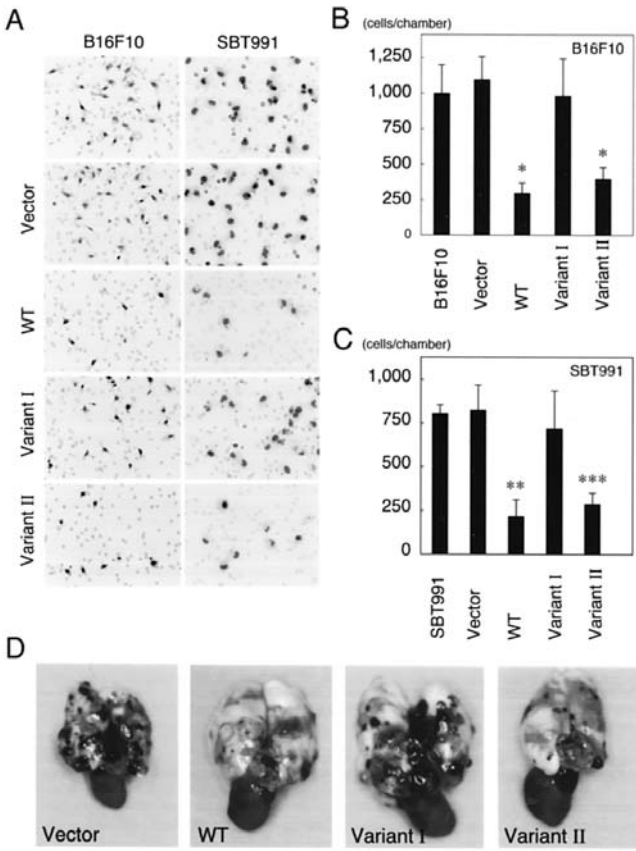 A
B16F10
SBT991
Vector
WT
Variant I
Variant II
B
(cells/chamber)
B16F10
1,250
1,000
750
500
250
0
*
*
B16F10
Vector
WT
Variant I
Variant II
C
(cells/chamber)
SBT991
1,000
750
500
250
0
**
***
SBT991
Vector
WT
Variant I
Variant II
D
Vector
WT
Variant I
Variant II